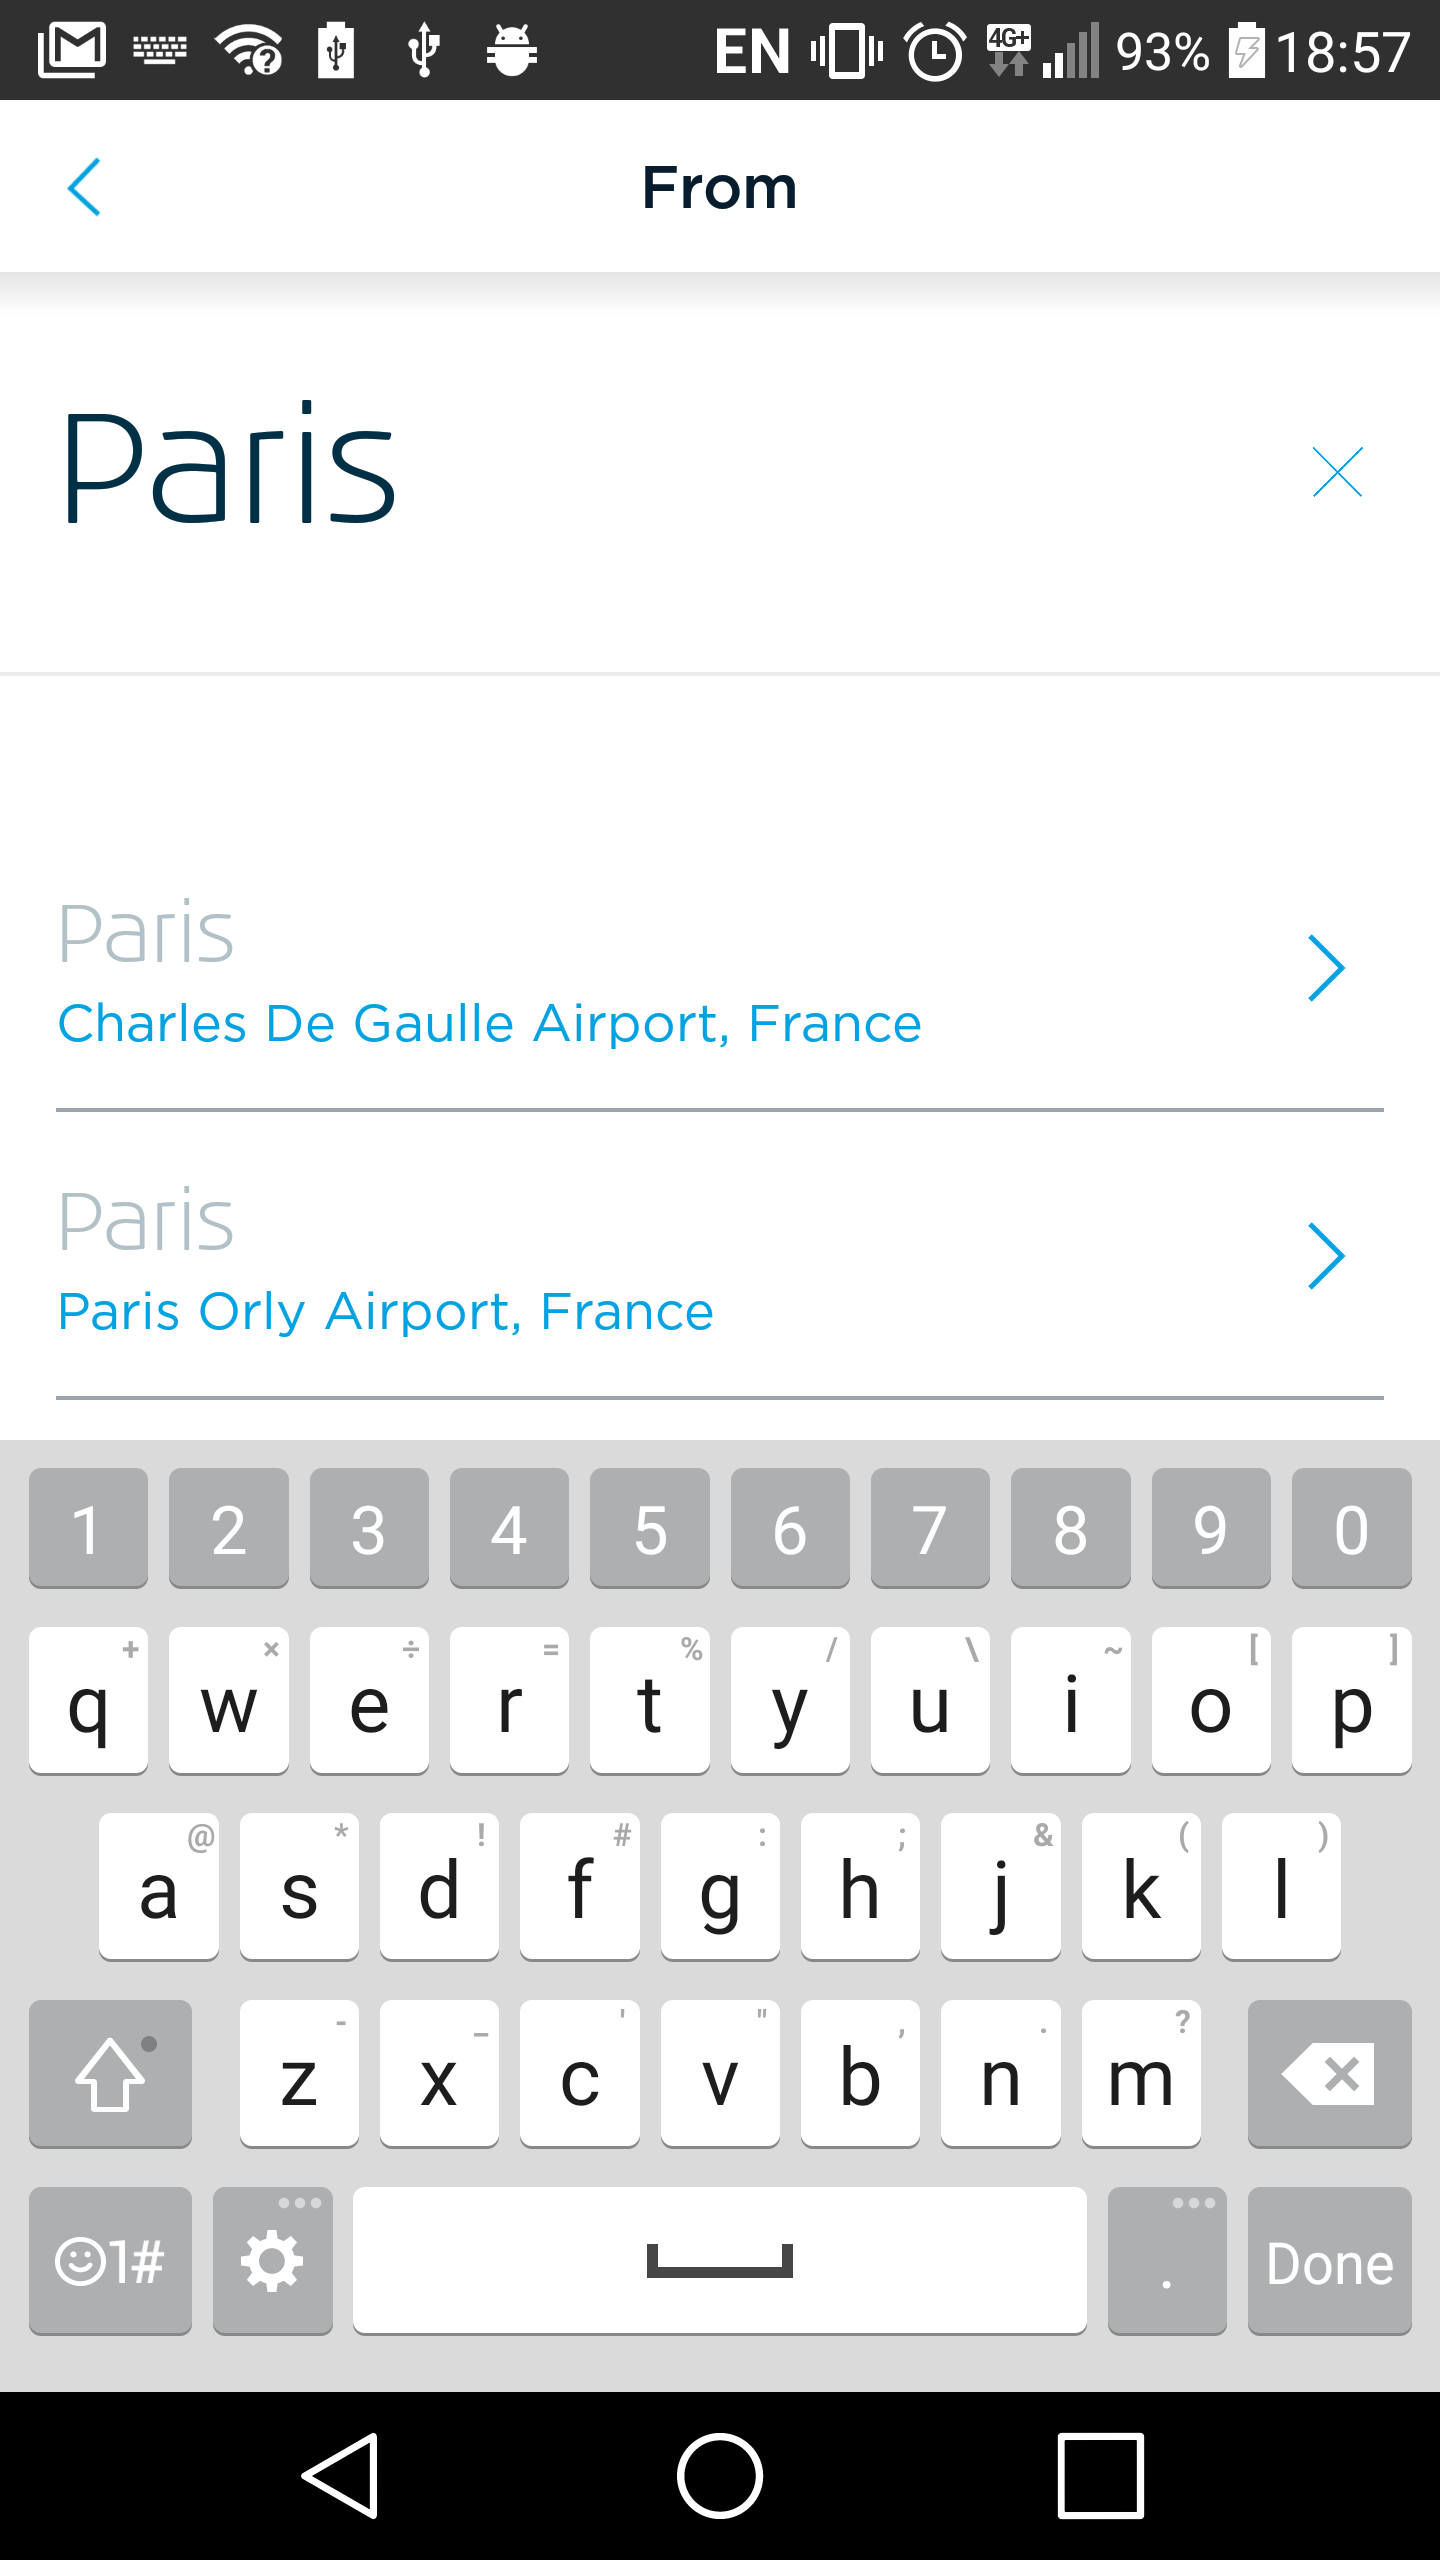 EN 4G+ 93% 18:57
From
Paris
Paris
Charles De Gaulle Airport, France
Paris
Paris Orly Airport, France
1 2 3 4 5 6 7 8 9 0
+ × ÷ = % / \ ~ [ ]
q w e r t y u i o p
@ * ! # : ; & ( )
a s d f g h j k l
- _ ' " , . ?
z x c v b n m
1# . Done